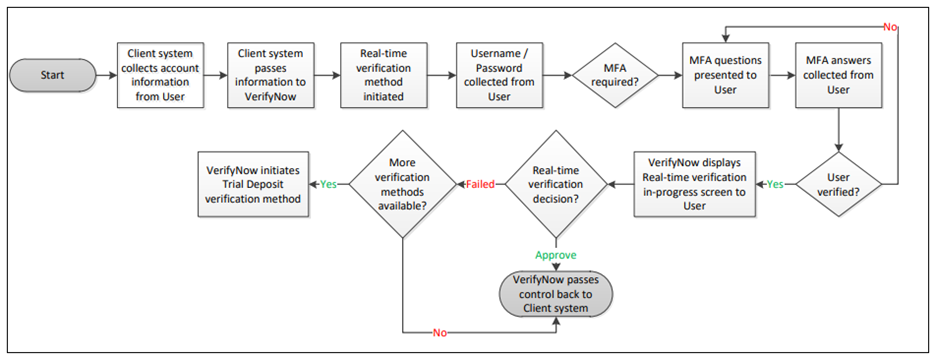 No
Start
Client system
collects account
information
from User
Client system
passes
information to
VerifyNow
Real-time
verification
method
initiated
Username /
Password
collected from
User
MFA
required?
MFA questions
presented to
User
MFA answers
collected from
User
VerifyNow initiates
Trial Deposit
verification method
Yes
More
verification
methods
available?
Failed
Real-time
verification
decision?
VerifyNow displays
Real-time verification
in-progress screen to
User
Yes
User
verified?
Approve
VerifyNow passes
control back to
Client system
No